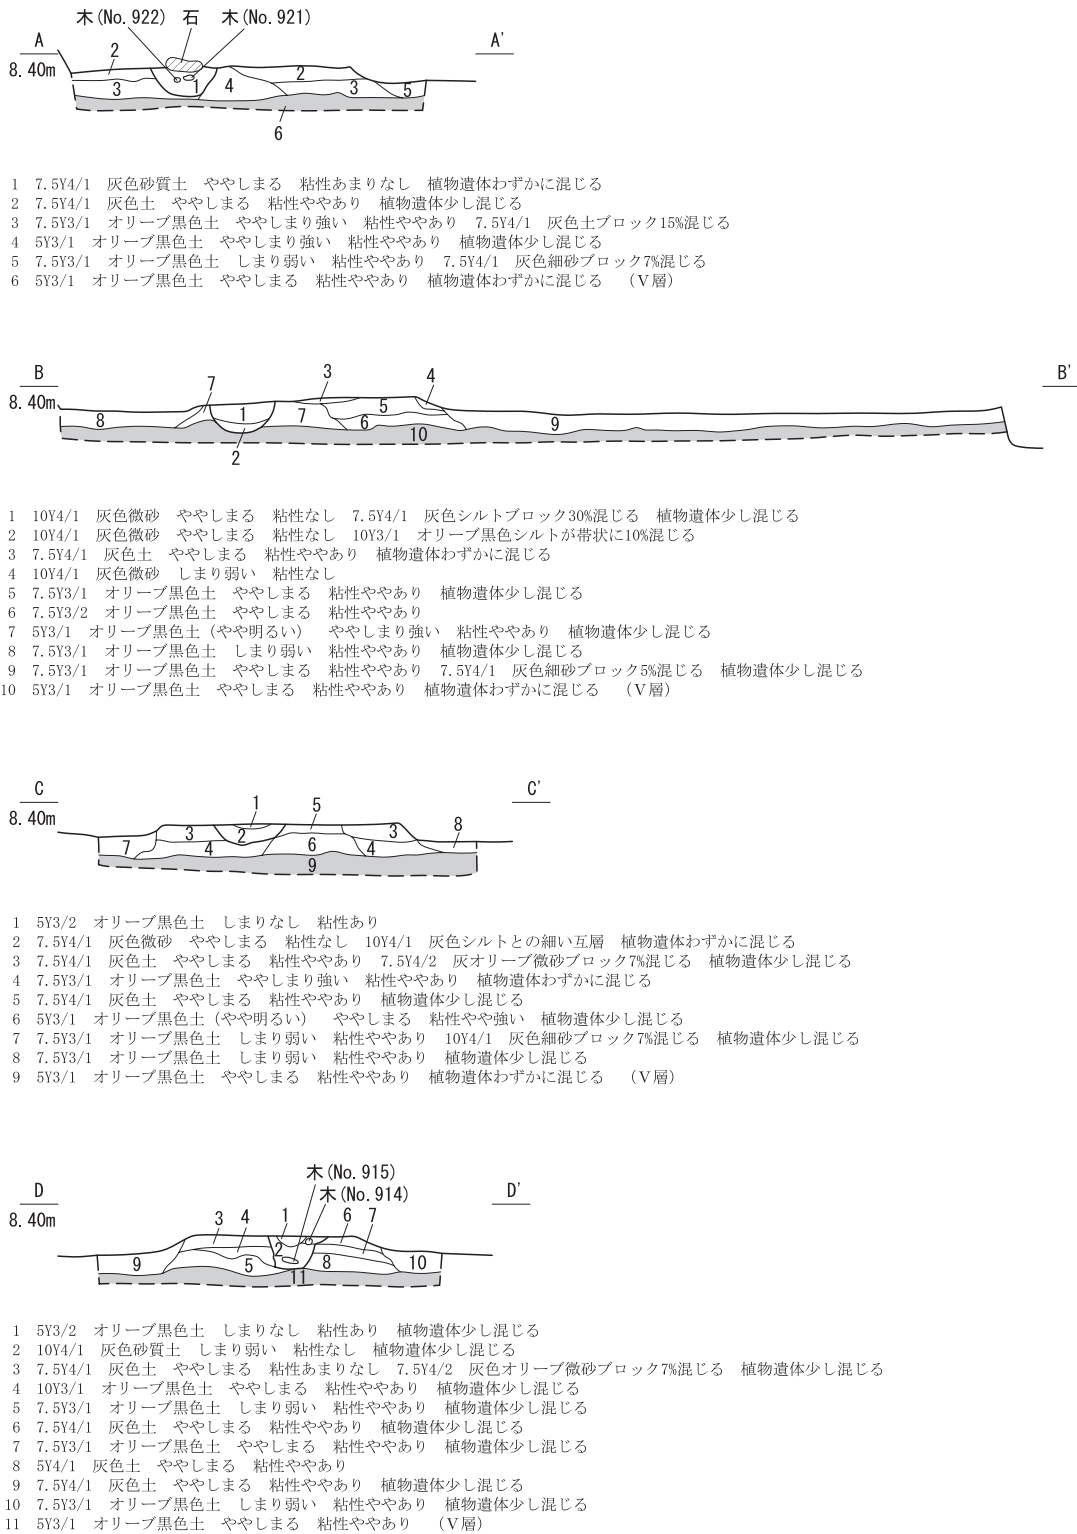 木(No. 922) 石 木(No. 921)
A A'
8.40m
2 3 1 4 2 3 5
6
1 7.5Y4/1 灰色砂質土 ややしまる 粘性あまりなし 植物遺体わずかに混じる
2 7.5Y4/1 灰色土 ややしまる 粘性ややあり 植物遺体少し混じる
3 7.5Y3/1 オリーブ黒色土 ややしまり強い 粘性ややあり 7.5Y4/1 灰色土ブロック15%混じる
4 5Y3/1 オリーブ黒色土 ややしまり強い 粘性ややあり 植物遺体少し混じる
5 7.5Y3/1 オリーブ黒色土 しまり弱い 粘性ややあり 7.5Y4/1 灰色細砂ブロック7%混じる
6 5Y3/1 オリーブ黒色土 ややしまる 粘性ややあり 植物遺体わずかに混じる (Ⅴ層)
B B'
8.40m
7 3 4
8 1 7 5 6 9
2 10
1 10Y4/1 灰色微砂 ややしまる 粘性なし 7.5Y4/1 灰色シルトブロック30%混じる 植物遺体少し混じる
2 10Y4/1 灰色微砂 ややしまる 粘性なし 10Y3/1 オリーブ黒色シルトが帯状に10%混じる
3 7.5Y4/1 灰色土 ややしまる 粘性ややあり 植物遺体わずかに混じる
4 10Y4/1 灰色微砂 しまり弱い 粘性なし
5 7.5Y3/1 オリーブ黒色土 ややしまる 粘性ややあり 植物遺体少し混じる
6 7.5Y3/2 オリーブ黒色土 ややしまる 粘性ややあり
7 5Y3/1 オリーブ黒色土(やや明るい) ややしまり強い 粘性ややあり 植物遺体少し混じる
8 7.5Y3/1 オリーブ黒色土 しまり弱い 粘性ややあり 植物遺体少し混じる
9 7.5Y3/1 オリーブ黒色土 ややしまる 粘性ややあり 7.5Y4/1 灰色細砂ブロック5%混じる 植物遺体少し混じる
10 5Y3/1 オリーブ黒色土 ややしまる 粘性ややあり 植物遺体わずかに混じる (Ⅴ層)
C C'
8.40m
1 5 8
3 2 3
7 4 6 4
9
1 5Y3/2 オリーブ黒色土 しまりなし 粘性あり
2 7.5Y4/1 灰色微砂 ややしまる 粘性なし 10Y4/1 灰色シルトとの細い互層 植物遺体わずかに混じる
3 7.5Y4/1 灰色土 ややしまる 粘性ややあり 7.5Y4/2 灰オリーブ微砂ブロック7%混じる 植物遺体少し混じる
4 7.5Y3/1 オリーブ黒色土 ややしまり強い 粘性ややあり 植物遺体わずかに混じる
5 7.5Y4/1 灰色土 ややしまる 粘性ややあり 植物遺体少し混じる
6 5Y3/1 オリーブ黒色土(やや明るい) ややしまる 粘性やや強い 植物遺体少し混じる
7 7.5Y3/1 オリーブ黒色土 しまり弱い 粘性ややあり 10Y4/1 灰色細砂ブロック7%混じる 植物遺体少し混じる
8 7.5Y3/1 オリーブ黒色土 しまり弱い 粘性ややあり 植物遺体少し混じる
9 5Y3/1 オリーブ黒色土 ややしまる 粘性ややあり 植物遺体わずかに混じる (Ⅴ層)
木(No. 915)
木(No. 914)
D D'
8.40m
3 4 1 6 7
9 5 2 8 10
11
1 5Y3/2 オリーブ黒色土 しまりなし 粘性あり 植物遺体少し混じる
2 10Y4/1 灰色砂質土 しまり弱い 粘性なし 植物遺体少し混じる
3 7.5Y4/1 灰色土 ややしまる 粘性あまりなし 7.5Y4/2 灰色オリーブ微砂ブロック7%混じる 植物遺体少し混じる
4 10Y3/1 オリーブ黒色土 ややしまる 粘性ややあり 植物遺体少し混じる
5 7.5Y3/1 オリーブ黒色土 しまり弱い 粘性ややあり 植物遺体少し混じる
6 7.5Y4/1 灰色土 ややしまる 粘性ややあり 植物遺体少し混じる
7 7.5Y3/1 オリーブ黒色土 ややしまる 粘性ややあり 植物遺体少し混じる
8 5Y4/1 灰色土 ややしまる 粘性ややあり
9 7.5Y4/1 灰色土 ややしまる 粘性ややあり 植物遺体少し混じる
10 7.5Y3/1 オリーブ黒色土 しまり弱い 粘性ややあり 植物遺体少し混じる
11 5Y3/1 オリーブ黒色土 ややしまる 粘性ややあり (Ⅴ層)